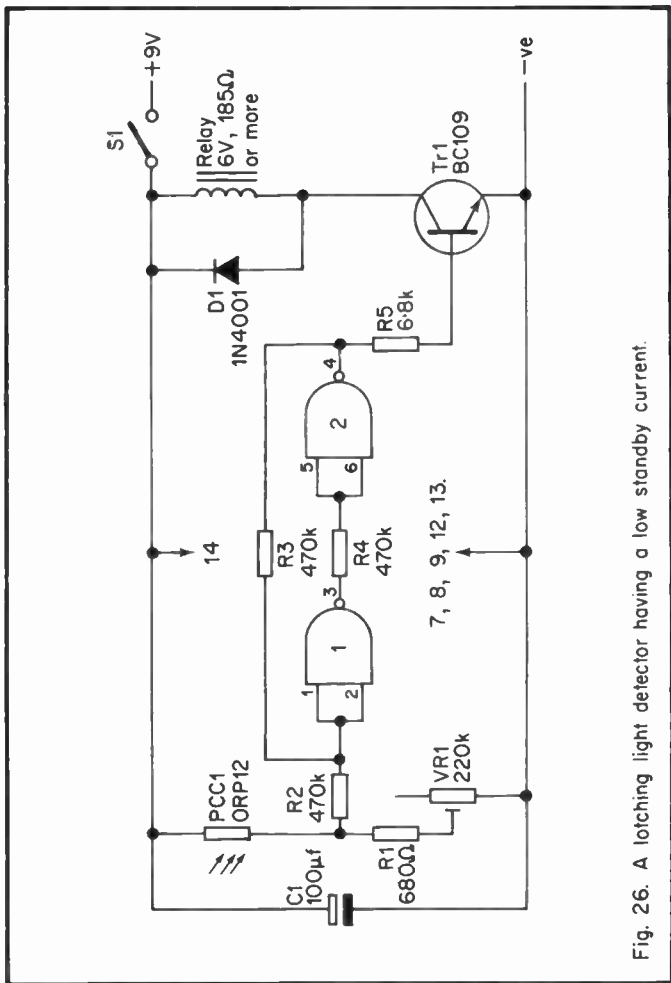 S1
+9V
Relay
6V, 185Ω
or more
D1
1N4001
Tr1
BC109
-ve
R5
6·8k
4
2
5
6
R3
470k
R4
470k
14
7, 8, 9, 12, 13.
3
1
1
2
PCC1
ORP12
R2
470k
VR1
220k
R1
680Ω
C1
100µf
Fig. 26. A latching light detector having a low standby current.